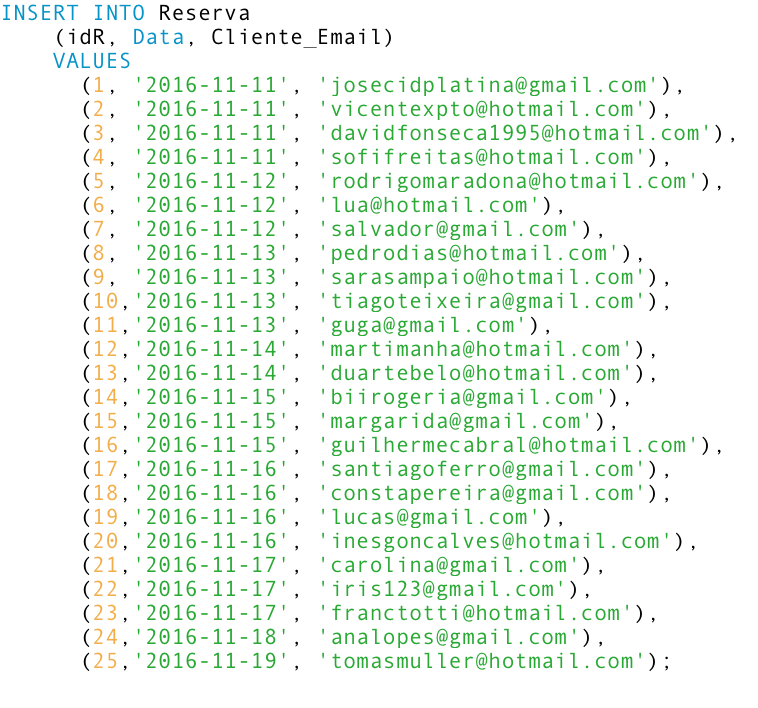 INSERT INTO Reserva
(idR, Data, Cliente_Email)
VALUES
(1, '2016-11-11', 'josecidplatina@gmail.com'),
(2, '2016-11-11', 'vicentexpto@hotmail.com'),
(3, '2016-11-11', 'davidfonseca1995@hotmail.com'),
(4, '2016-11-11', 'sofifreitas@hotmail.com'),
(5, '2016-11-12', 'rodrigomaradona@hotmail.com'),
(6, '2016-11-12', 'lua@hotmail.com'),
(7, '2016-11-12', 'salvador@gmail.com'),
(8, '2016-11-13', 'pedrodias@hotmail.com'),
(9, '2016-11-13', 'sarasampaio@hotmail.com'),
(10,'2016-11-13', 'tiagoteixeira@gmail.com'),
(11,'2016-11-13', 'guga@gmail.com'),
(12,'2016-11-14', 'martimanha@hotmail.com'),
(13,'2016-11-14', 'duartebelo@hotmail.com'),
(14,'2016-11-15', 'biirogeria@gmail.com'),
(15,'2016-11-15', 'margarida@gmail.com'),
(16,'2016-11-15', 'guilhermecabral@hotmail.com'),
(17,'2016-11-16', 'santiagoferro@gmail.com'),
(18,'2016-11-16', 'constapereira@gmail.com'),
(19,'2016-11-16', 'lucas@gmail.com'),
(20,'2016-11-16', 'inesgoncalves@hotmail.com'),
(21,'2016-11-17', 'carolina@gmail.com'),
(22,'2016-11-17', 'iris123@gmail.com'),
(23,'2016-11-17', 'franctotti@hotmail.com'),
(24,'2016-11-18', 'analopes@gmail.com'),
(25,'2016-11-19', 'tomasmuller@hotmail.com');